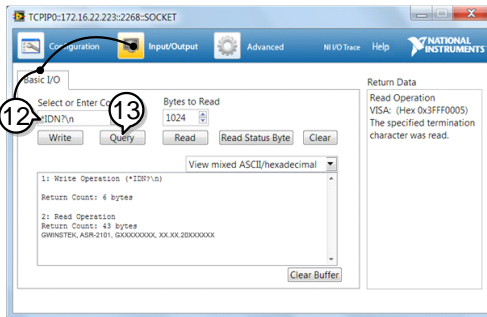 TCPIP0::172.16.22.223::2268::SOCKET
Configuration Input/Output Advanced NI I/O Trace Help NATIONAL INSTRUMENTS
Basic I/O
Return Data
Select or Enter Co
Bytes to Read
12 *IDN?\n 13 1024
Write Query Read Read Status Byte Clear
View mixed ASCII/hexadecimal
1: Write Operation (*IDN?\n)
Return Count: 6 bytes
2: Read Operation
Return Count: 43 bytes
GWINSTEK, ASR-2101, GXXXXXXXX, XX.XX.20XXXXXX
Clear Buffer
Read Operation
VISA: (Hex 0x3FFF0005)
The specified termination
character was read.